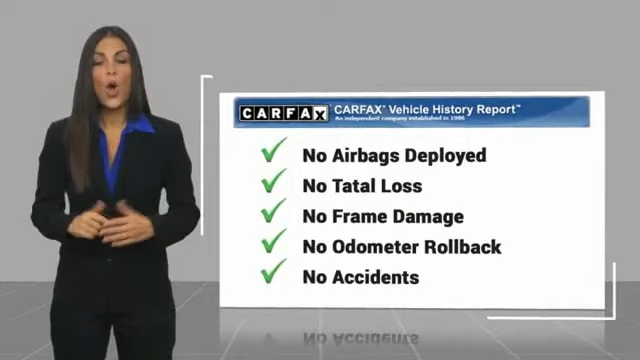 CARFAX CARFAX® Vehicle History Report™
An independent company established in 1986
No Airbags Deployed
No Tatal Loss
No Frame Damage
No Odometer Rollback
No Accidents